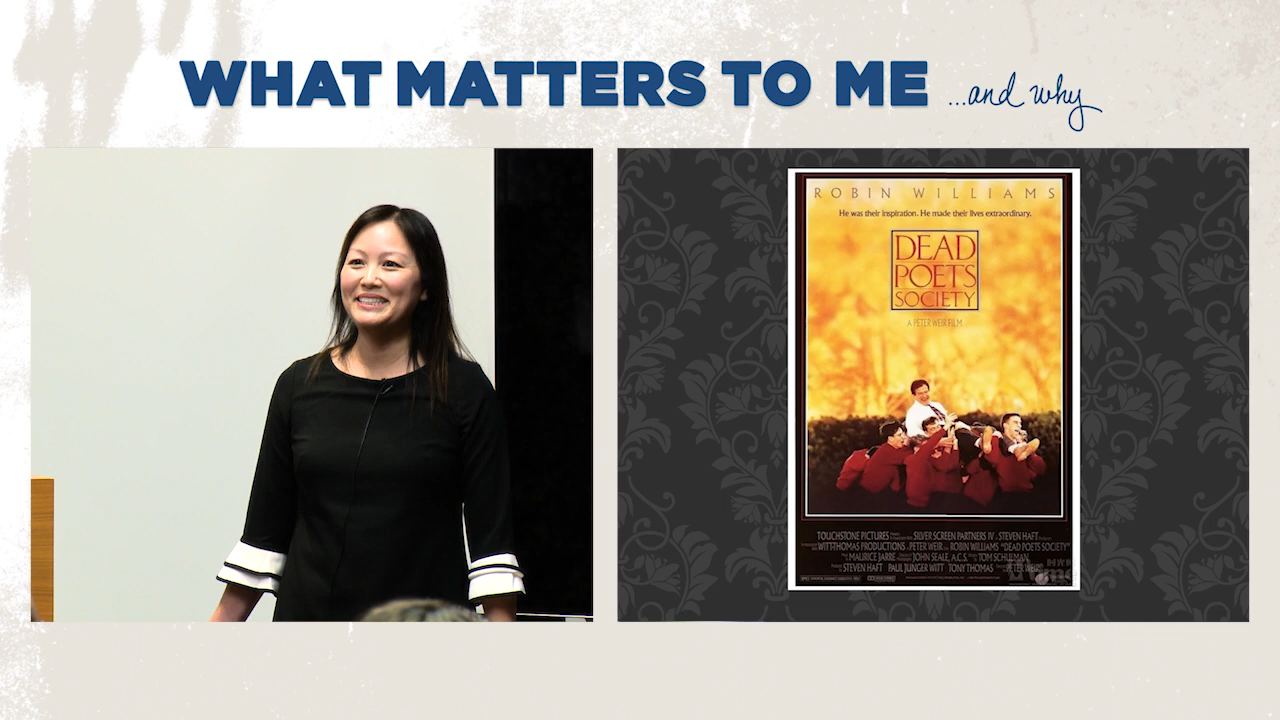 WHAT MATTERS TO ME ...and why
ROBIN WILLIAMS
He was their inspiration. He made their lives extraordinary.
DEAD
POETS
SOCIETY
A PETER WEIR FILM
TOUCHSTONE PICTURES SILVER SCREEN PARTNERS IV STEVEN HAFT
WITT-THOMAS PRODUCTIONS PETER WEIR ROBIN WILLIAMS "DEAD POETS SOCIETY"
MAURICE JARRE JOHN SEALE, A.C.S. TOM SCHULMAN
STEVEN HAFT PAUL JUNGER WITT TONY THOMAS PETER WEIR